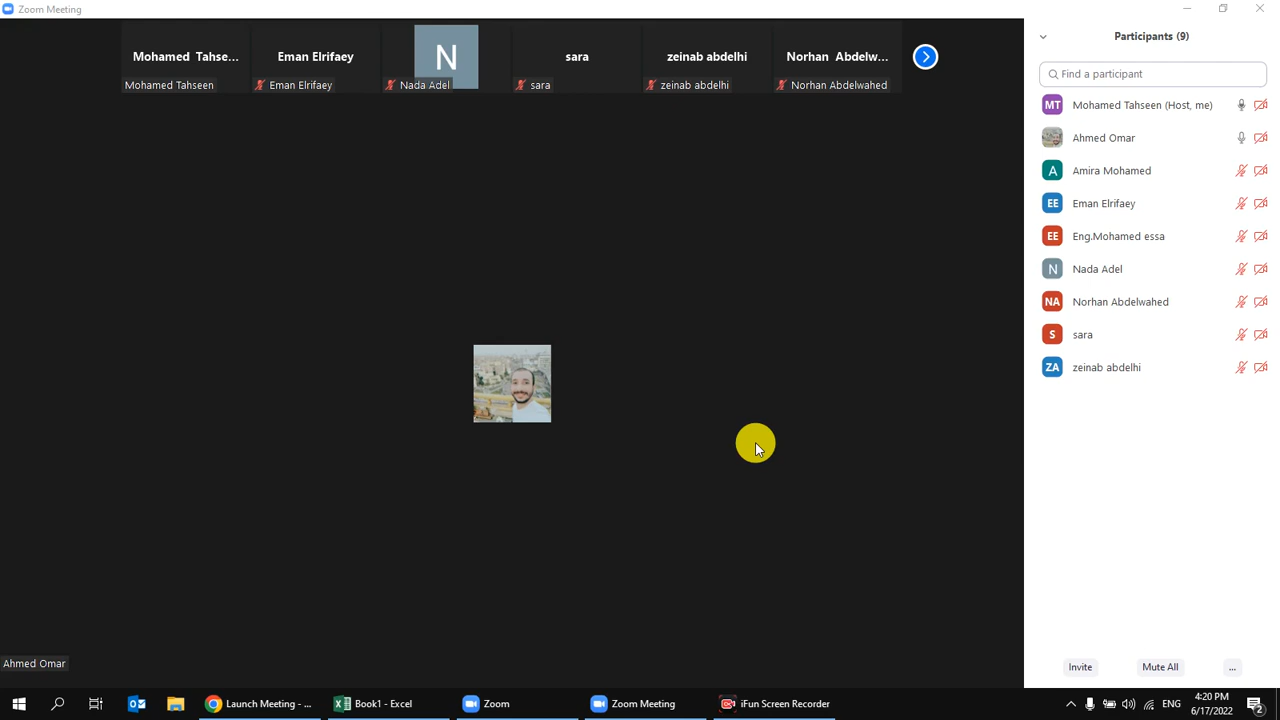 Zoom Meeting
Mohamed Tahse...
Eman Elrifaey
N
sara
zeinab abdelhi
Norhan Abdelw...
Mohamed Tahseen
Eman Elrifaey
Nada Adel
sara
zeinab abdelhi
Norhan Abdelwahed
Participants (9)
Find a participant
MT Mohamed Tahseen (Host, me)
Ahmed Omar
A Amira Mohamed
EE Eman Elrifaey
EE Eng.Mohamed essa
N Nada Adel
NA Norhan Abdelwahed
S sara
ZA zeinab abdelhi
Ahmed Omar
Invite
Mute All
...
Launch Meeting - ...
Book1 - Excel
Zoom
Zoom Meeting
iFun Screen Recorder
ENG
4:20 PM
6/17/2022
2